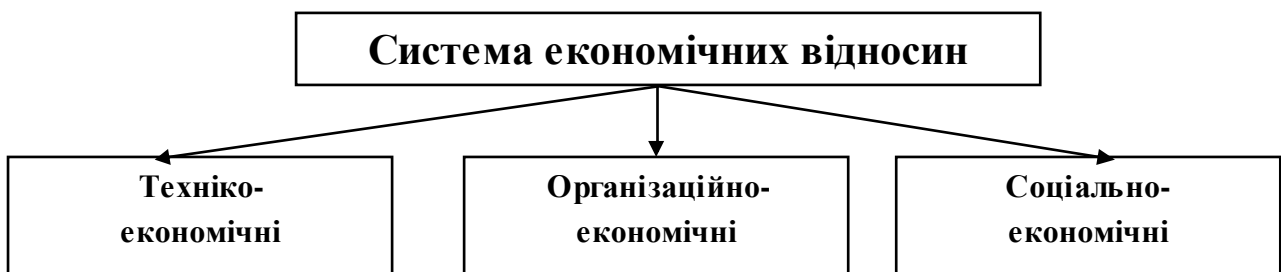 Система економічних відносин
Техніко-
економічні
Організаційно-
економічні
Соціально-
економічні